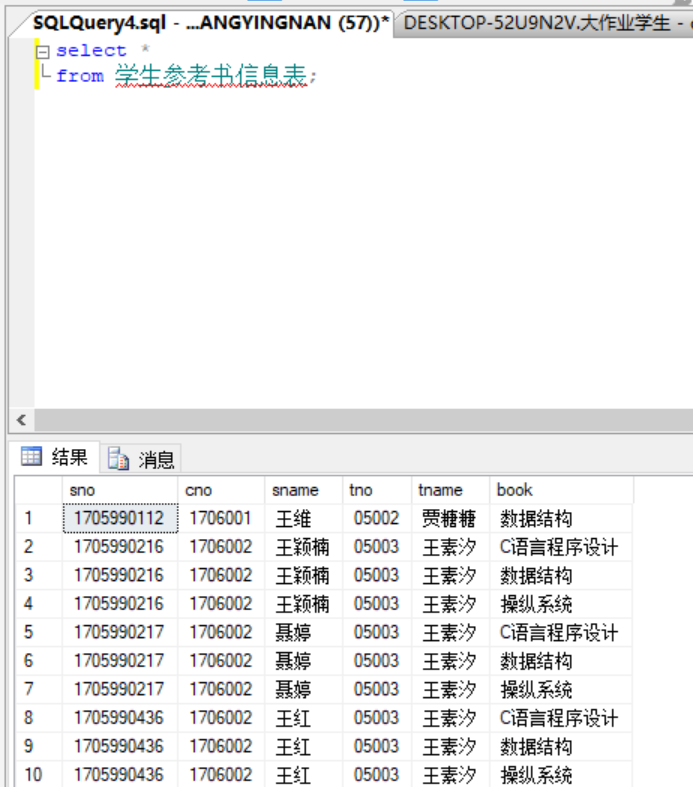 SQLQuery4.sql - ...ANGYINGNAN (57))* DESKTOP-52U9N2V.大作业学生 -
select *
from 学生参考书信息表;
结果 消息
sno cno sname tno tname book
1 1705990112 1706001 王维 05002 贾糖糖 数据结构
2 1705990216 1706002 王颖楠 05003 王素汐 C语言程序设计
3 1705990216 1706002 王颖楠 05003 王素汐 数据结构
4 1705990216 1706002 王颖楠 05003 王素汐 操纵系统
5 1705990217 1706002 聂婷 05003 王素汐 C语言程序设计
6 1705990217 1706002 聂婷 05003 王素汐 数据结构
7 1705990217 1706002 聂婷 05003 王素汐 操纵系统
8 1705990436 1706002 王红 05003 王素汐 C语言程序设计
9 1705990436 1706002 王红 05003 王素汐 数据结构
10 1705990436 1706002 王红 05003 王素汐 操纵系统